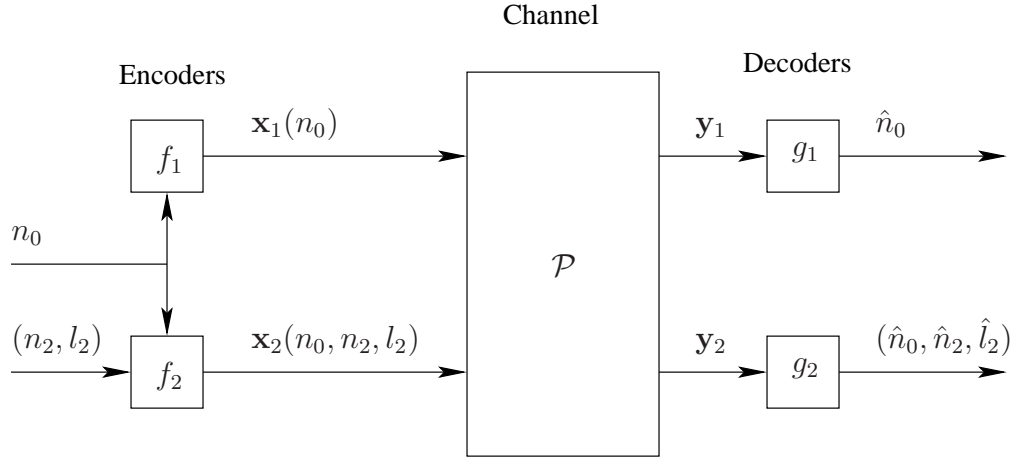 Channel
Encoders
Decoders
f₁
𝐱₁(n₀)
𝐲₁
g₁
n̂₀
n₀
𝒫
(n₂, l₂)
f₂
𝐱₂(n₀, n₂, l₂)
𝐲₂
g₂
(n̂₀, n̂₂, l̂₂)